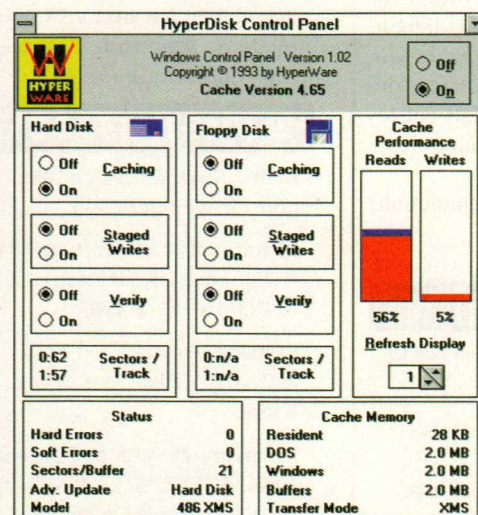 HyperDisk Control Panel
HYPER
WARE
Windows Control Panel Version 1.02
Copyright © 1993 by HyperWare
Cache Version 4.65
Off
On
Hard Disk
Off
On
Caching
Off
On
Staged
Writes
Off
On
Verify
0:62
1:57
Sectors /
Track
Floppy Disk
Off
On
Caching
Off
On
Staged
Writes
Off
On
Verify
0:n/a
1:n/a
Sectors /
Track
Cache
Performance
Reads Writes
56% 5%
Refresh Display
1
Status
Hard Errors 0
Soft Errors 0
Sectors/Buffer 21
Adv. Update Hard Disk
Model 486 XMS
Cache Memory
Resident 28 KB
DOS 2.0 MB
Windows 2.0 MB
Buffers 2.0 MB
Transfer Mode XMS